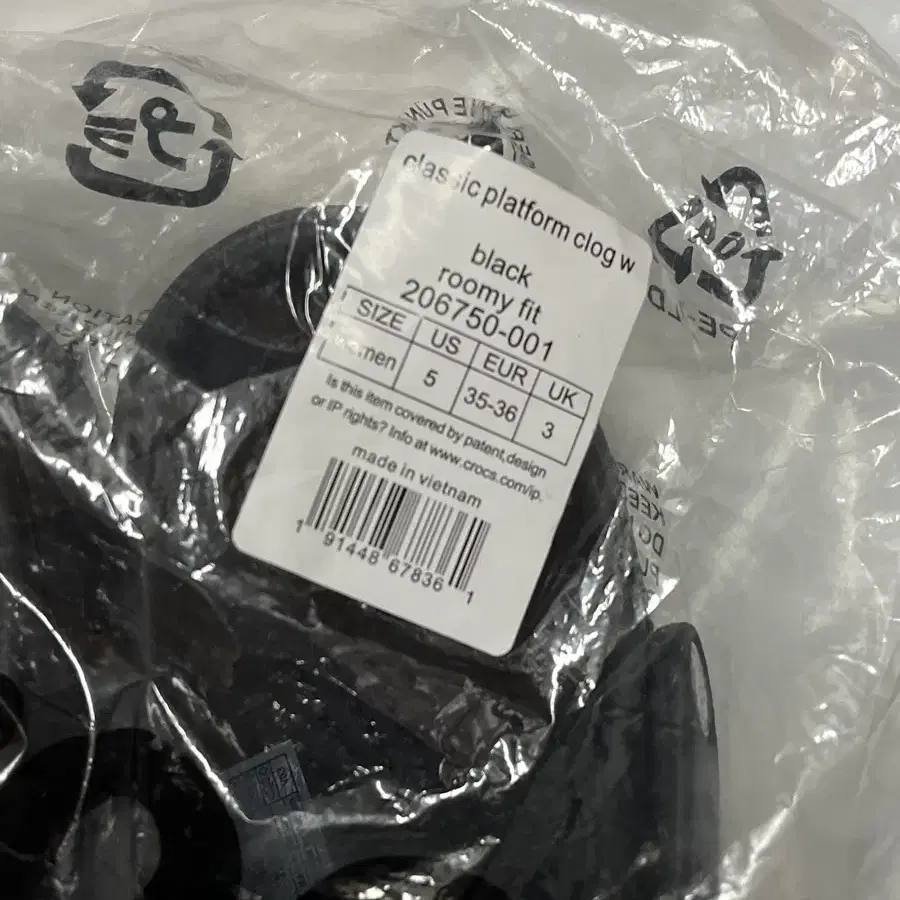 classic platform clog w
black
roomy fit
206750-001
SIZE US EUR UK
women 5 35-36 3
Is this item covered by patent,design
or IP rights? Info at www.crocs.com/ip.
made in vietnam
1 91448 67836 1
PE-LD